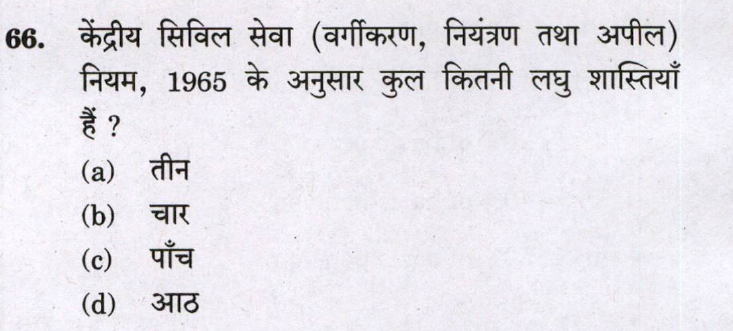 66. केंद्रीय सिविल सेवा (वर्गीकरण, नियंत्रण तथा अपील)
नियम, 1965 के अनुसार कुल कितनी लघु शास्तियाँ
हैं ?
(a) तीन
(b) चार
(c) पाँच
(d) आठ